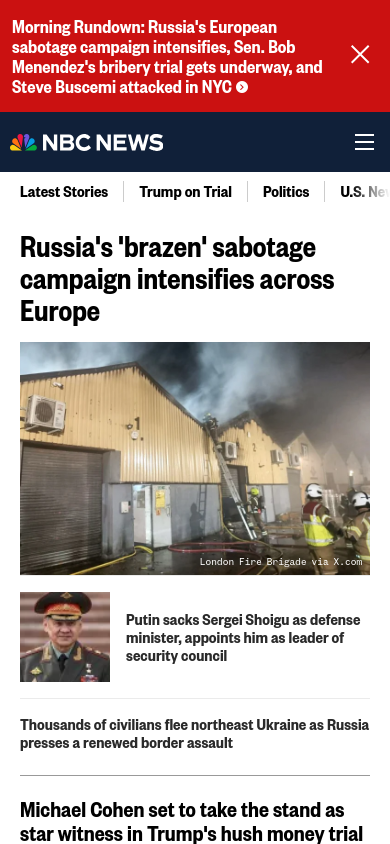 Morning Rundown: Russia's European
sabotage campaign intensifies, Sen. Bob
Menendez's bribery trial gets underway, and
Steve Buscemi attacked in NYC
NBC NEWS
Latest Stories Trump on Trial Politics U.S. New
Russia's 'brazen' sabotage
campaign intensifies across
Europe
London Fire Brigade via X.com
Putin sacks Sergei Shoigu as defense
minister, appoints him as leader of
security council
Thousands of civilians flee northeast Ukraine as Russia
presses a renewed border assault
Michael Cohen set to take the stand as
star witness in Trump's hush money trial